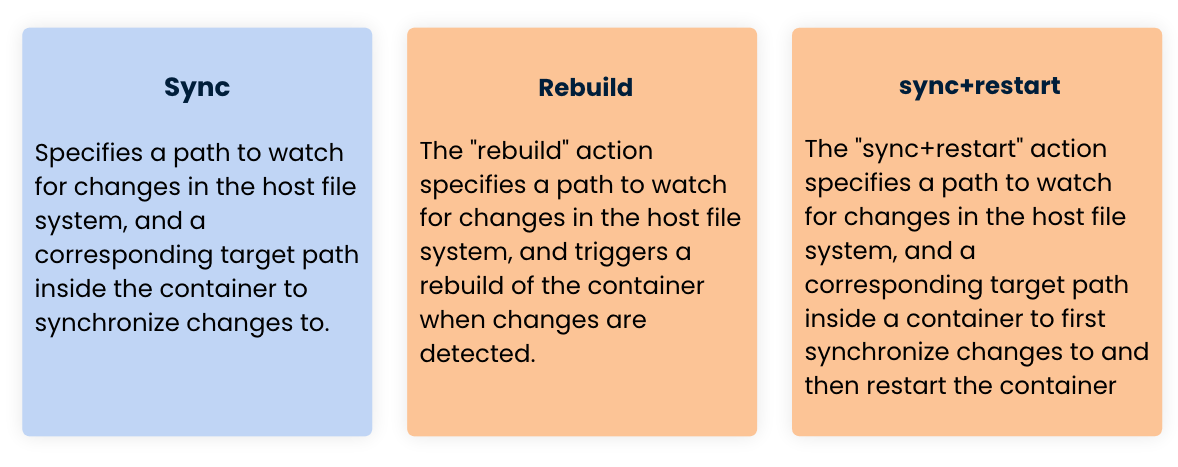 Sync
Specifies a path to watch
for changes in the host file
system, and a
corresponding target path
inside the container to
synchronize changes to.
Rebuild
The "rebuild" action
specifies a path to watch
for changes in the host file
system, and triggers a
rebuild of the container
when changes are
detected.
sync+restart
The "sync+restart" action
specifies a path to watch
for changes in the host file
system, and a
corresponding target path
inside a container to first
synchronize changes to and
then restart the container